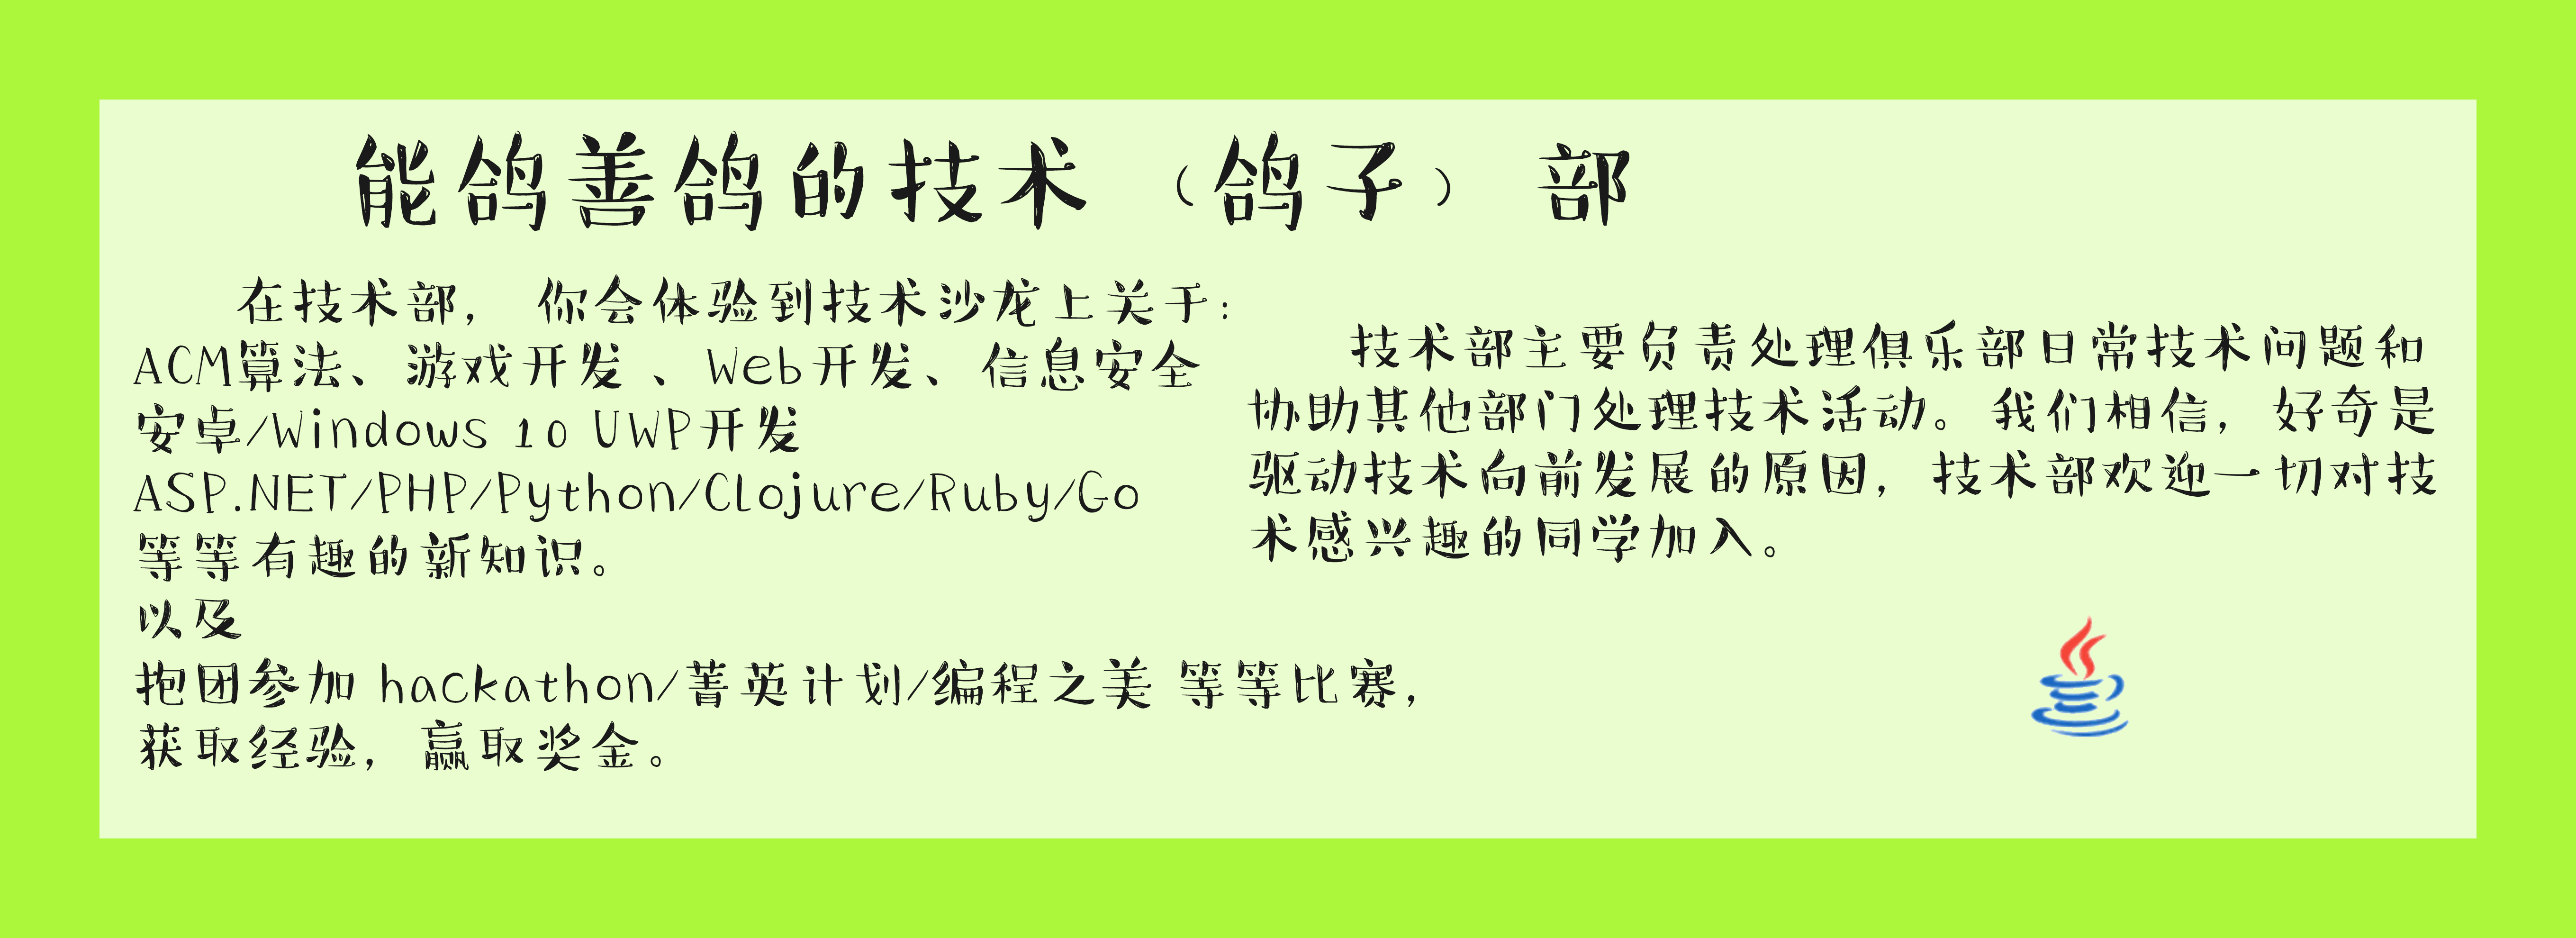 能鸽善鸽的技术（鸽子）部
在技术部， 你会体验到技术沙龙上关于：
ACM算法、游戏开发 、Web开发、信息安全
安卓/Windows 10 UWP开发
ASP.NET/PHP/Python/Clojure/Ruby/Go
等等有趣的新知识。
以及
抱团参加 hackathon/菁英计划/编程之美 等等比赛，
获取经验，赢取奖金。
技术部主要负责处理俱乐部日常技术问题和
协助其他部门处理技术活动。我们相信，好奇是
驱动技术向前发展的原因，技术部欢迎一切对技
术感兴趣的同学加入。